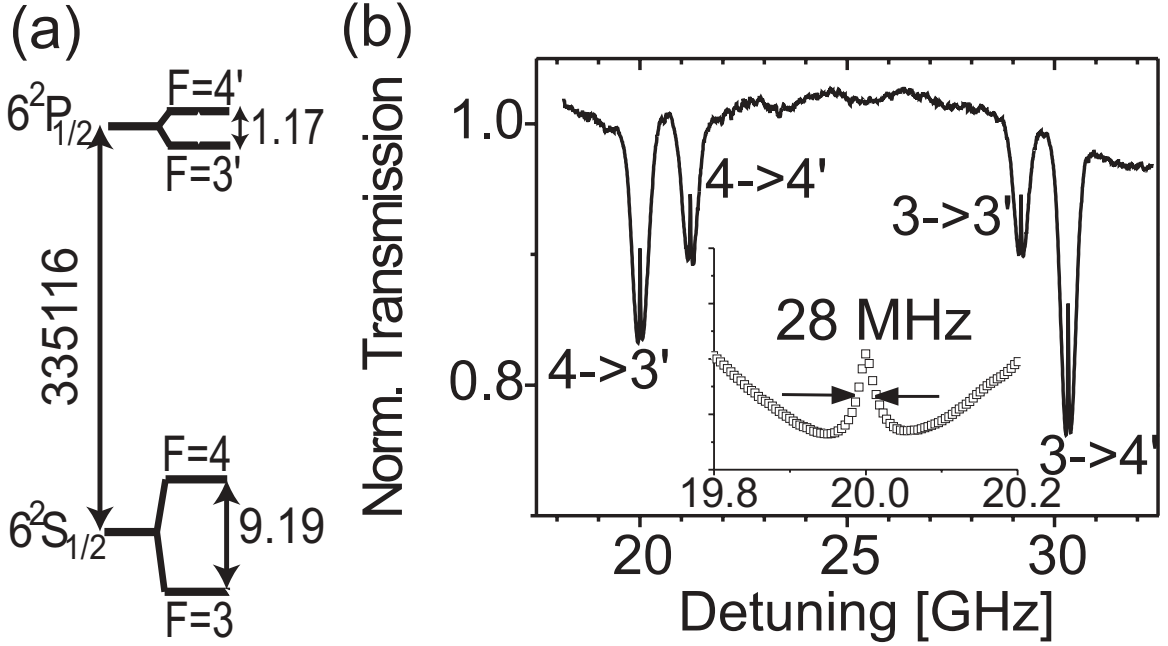 (a)
F=4'
6²P1/2
1.17
F=3'
335116
F=4
6²S1/2
9.19
F=3
(b)
Norm. Transmission
1.0
0.8
4->4'
3->3'
28 MHz
4->3'
3->4'
19.8 20.0 20.2
20 25 30
Detuning [GHz]